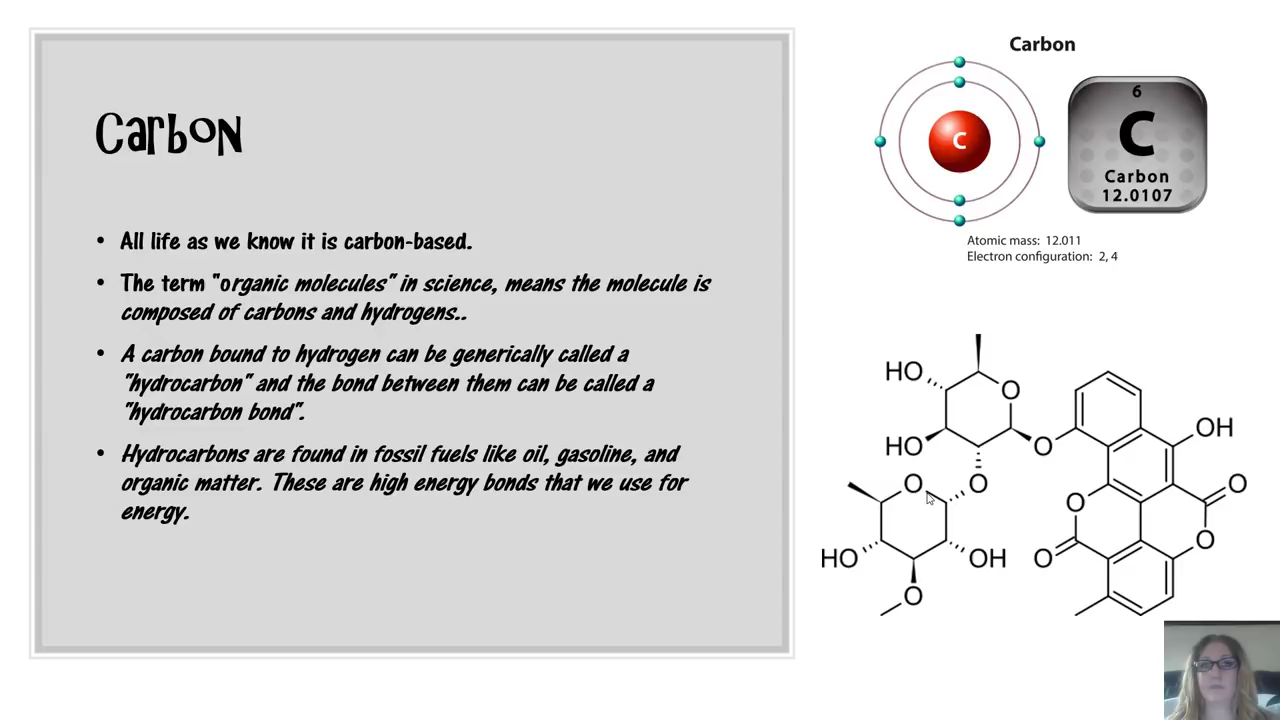 Carbon
• All life as we know it is carbon-based.
• The term "organic molecules" in science, means the molecule is
composed of carbons and hydrogens..
• A carbon bound to hydrogen can be generically called a
"hydrocarbon" and the bond between them can be called a
"hydrocarbon bond".
• Hydrocarbons are found in fossil fuels like oil, gasoline, and
organic matter. These are high energy bonds that we use for
energy.
Carbon
C
6
C
Carbon
12.0107
Atomic mass: 12.011
Electron configuration: 2, 4
HO
O
HO
O
OH
O
O
O
O
HO
OH
O
O
O